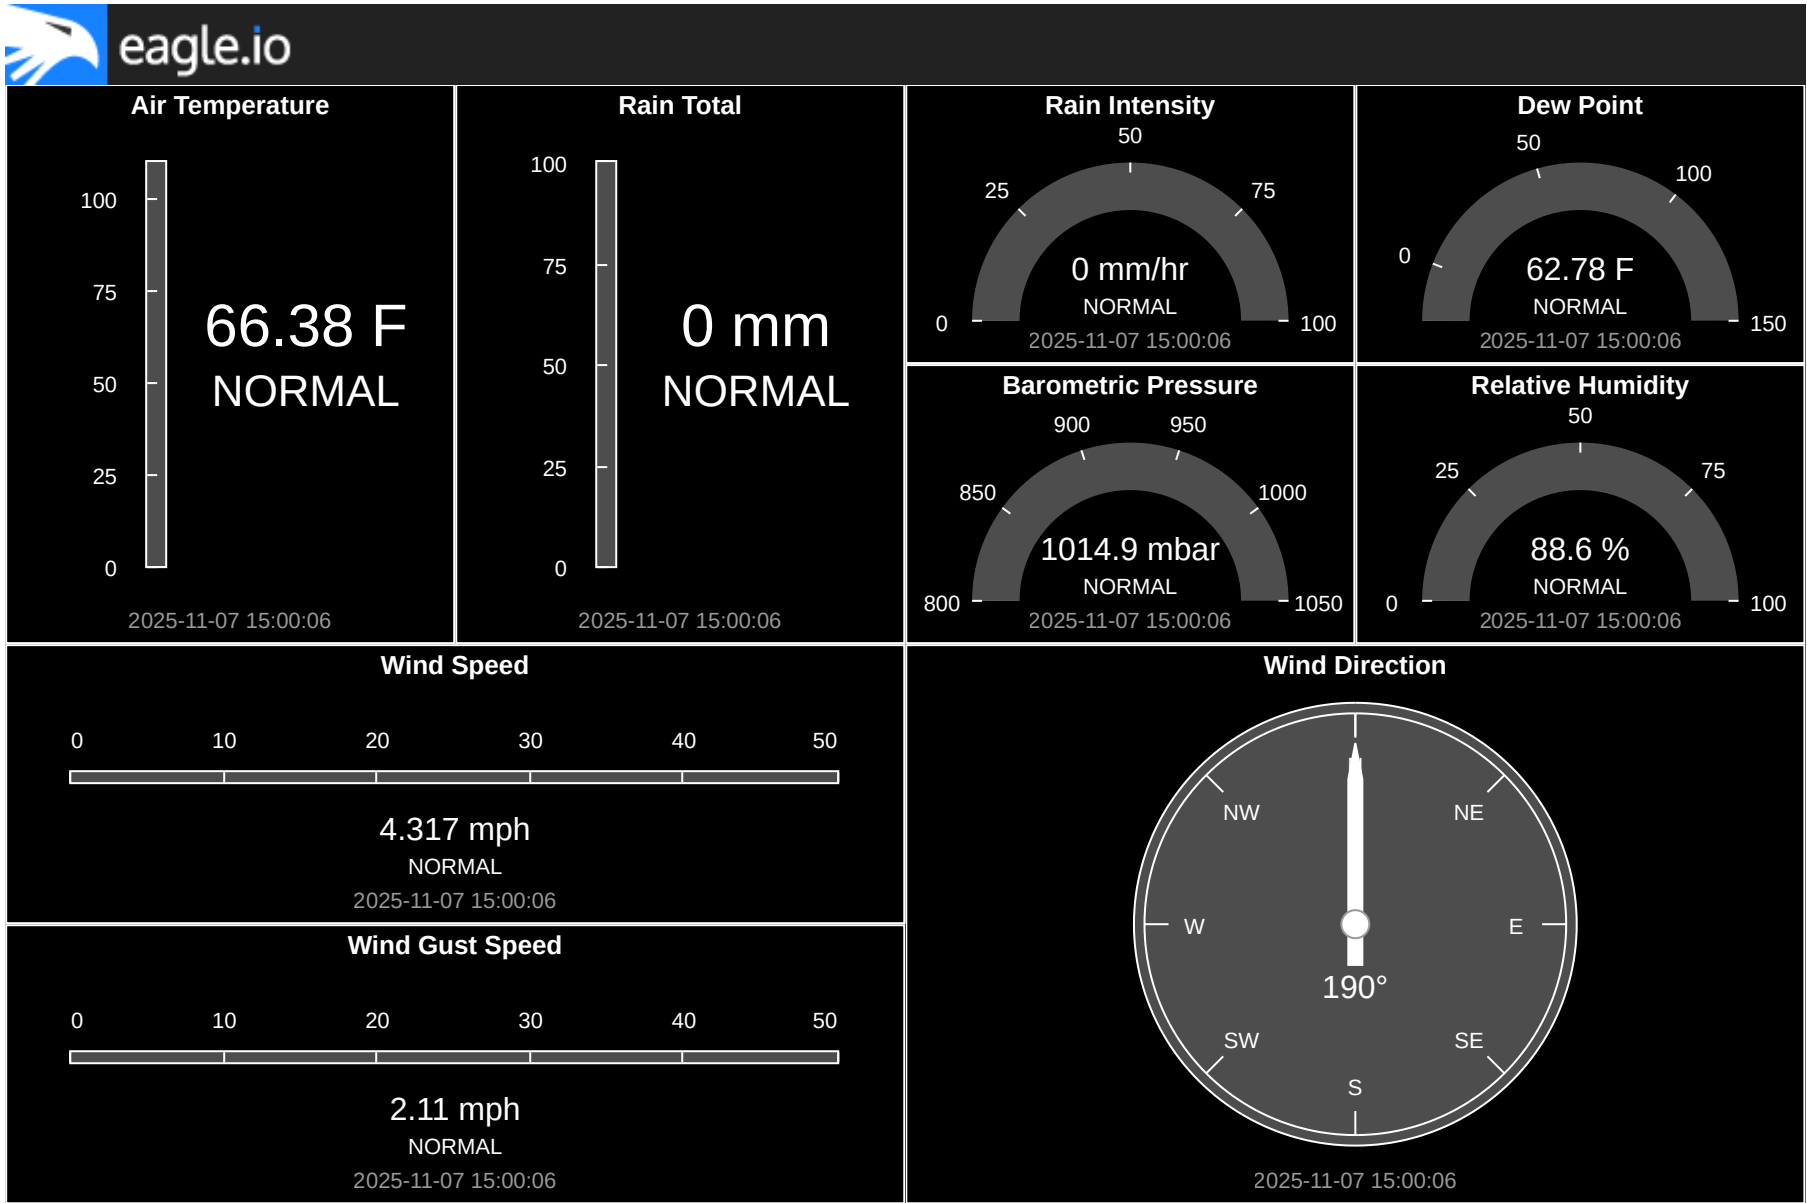 eagle.io
Air Temperature
100
75
50
25
0
66.38 F
NORMAL
2025-11-07 15:00:06
Rain Total
100
75
50
25
0
0 mm
NORMAL
2025-11-07 15:00:06
Rain Intensity
0
25
50
75
100
0 mm/hr
NORMAL
2025-11-07 15:00:06
Dew Point
0
50
100
150
62.78 F
NORMAL
2025-11-07 15:00:06
Barometric Pressure
800
850
900
950
1000
1050
1014.9 mbar
NORMAL
2025-11-07 15:00:06
Relative Humidity
0
25
50
75
100
88.6 %
NORMAL
2025-11-07 15:00:06
Wind Speed
0 10 20 30 40 50
4.317 mph
NORMAL
2025-11-07 15:00:06
Wind Gust Speed
0 10 20 30 40 50
2.11 mph
NORMAL
2025-11-07 15:00:06
Wind Direction
NW NE
W E
190°
SW SE
S
2025-11-07 15:00:06